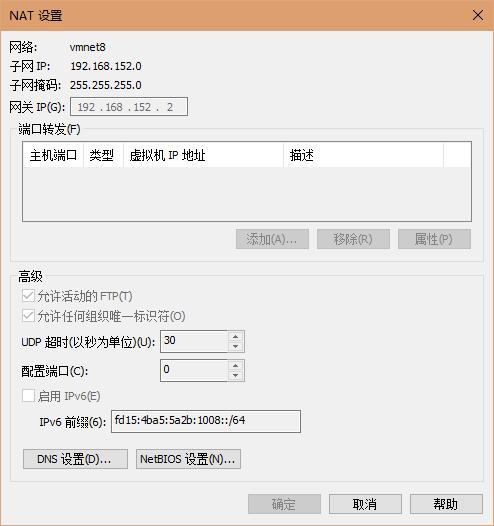 NAT 设置
网络: vmnet8
子网 IP: 192.168.152.0
子网掩码: 255.255.255.0
网关 IP(G): 192 . 168 . 152 . 2
端口转发(F)
主机端口 类型 虚拟机 IP 地址 描述
添加(A)... 移除(R) 属性(P)
高级
允许活动的 FTP(T)
允许任何组织唯一标识符(O)
UDP 超时(以秒为单位)(U): 30
配置端口(C): 0
启用 IPv6(E)
IPv6 前缀(6): fd15:4ba5:5a2b:1008::/64
DNS 设置(D)... NetBIOS 设置(N)...
确定 取消 帮助